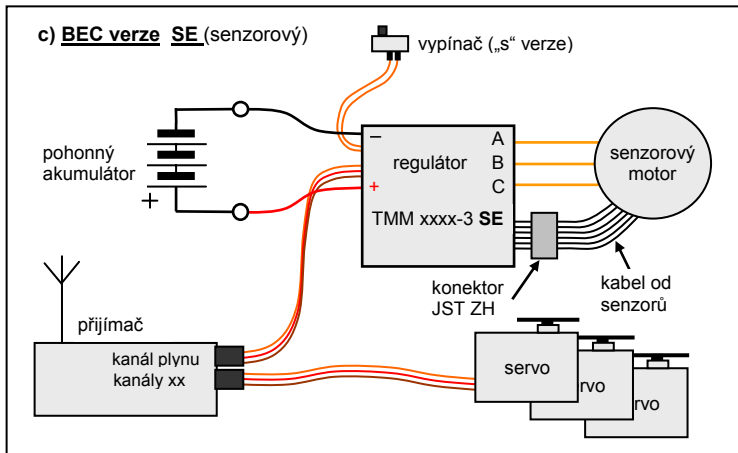 c) BEC verze SE (senzorový)
vypínač („s“ verze)
pohonný
akumulátor
+
−
+
regulátor
TMM xxxx-3 SE
A
B
C
senzorový
motor
konektor
JST ZH
kabel od
senzorů
přijímač
kanál plynu
kanály xx
servo
ervo
rvo